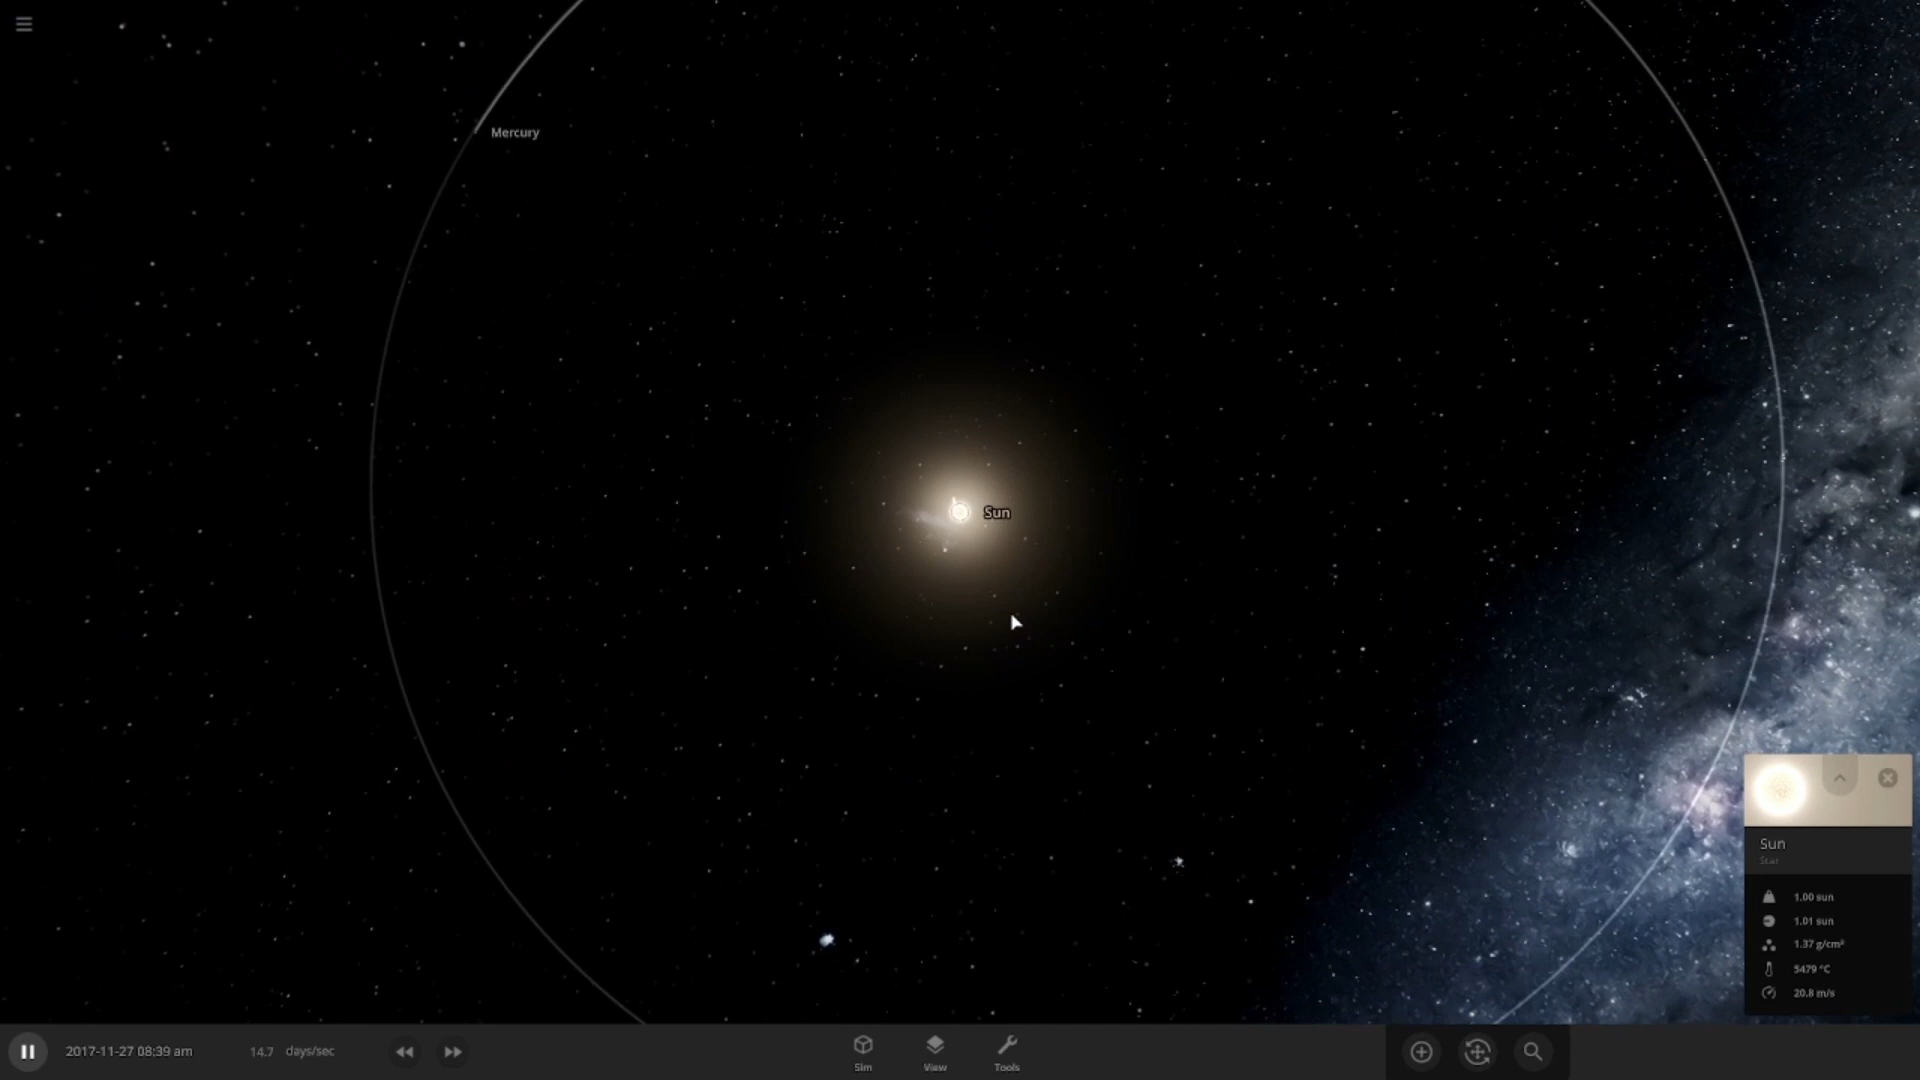 Mercury
Sun
Sun
Star
1.00 sun
1.01 sun
1.37 g/cm³
5479 °C
20.8 m/s
2017-11-27 08:39 am
14.7 days/sec
Sim
View
Tools